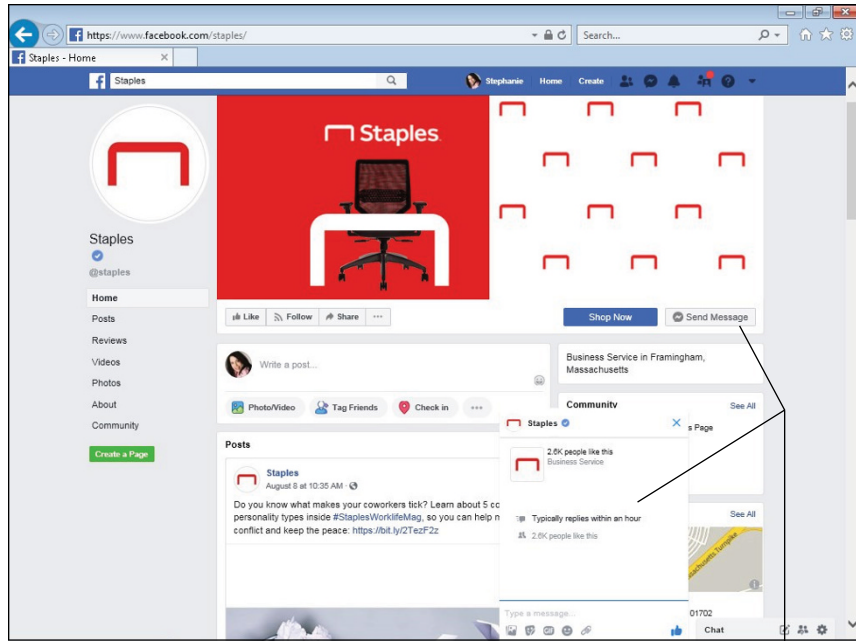 https://www.facebook.com/staples/
Search...
Staples - Home
Staples
Stephanie Home Create
Staples
Staples
@staples
Home
Posts
Reviews
Videos
Photos
About
Community
Create a Page
Like Follow Share
Shop Now
Send Message
Write a post...
Photo/Video Tag Friends Check in
Business Service in Framingham,
Massachusetts
Community See All
s Page
Posts
Staples
August 8 at 10:35 AM ·
Do you know what makes your coworkers tick? Learn about 5 co
personality types inside #StaplesWorklifeMag, so you can help m
conflict and keep the peace: https://bit.ly/2TezF2z
Staples
2.6K people like this
Business Service
Typically replies within an hour
2.6K people like this
Type a message...
See All
01702
Chat